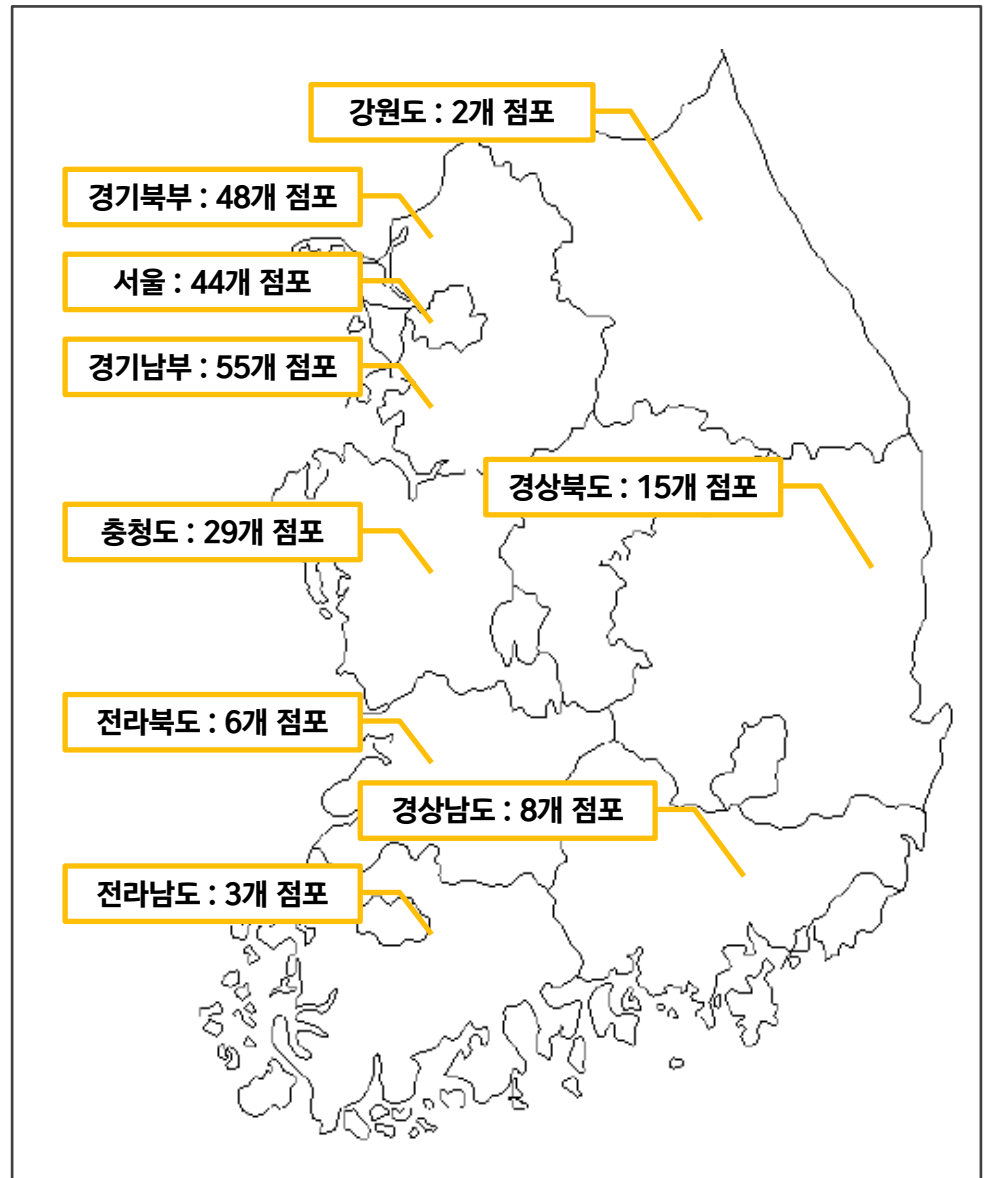 강원도 : 2개 점포
경기북부 : 48개 점포
서울 : 44개 점포
경기남부 : 55개 점포
경상북도 : 15개 점포
충청도 : 29개 점포
전라북도 : 6개 점포
경상남도 : 8개 점포
전라남도 : 3개 점포